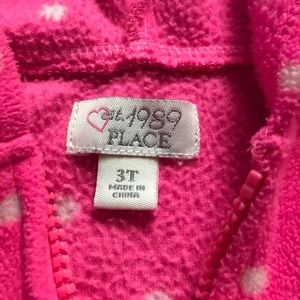 est. 1989
PLACE
3T
MADE IN
CHINA